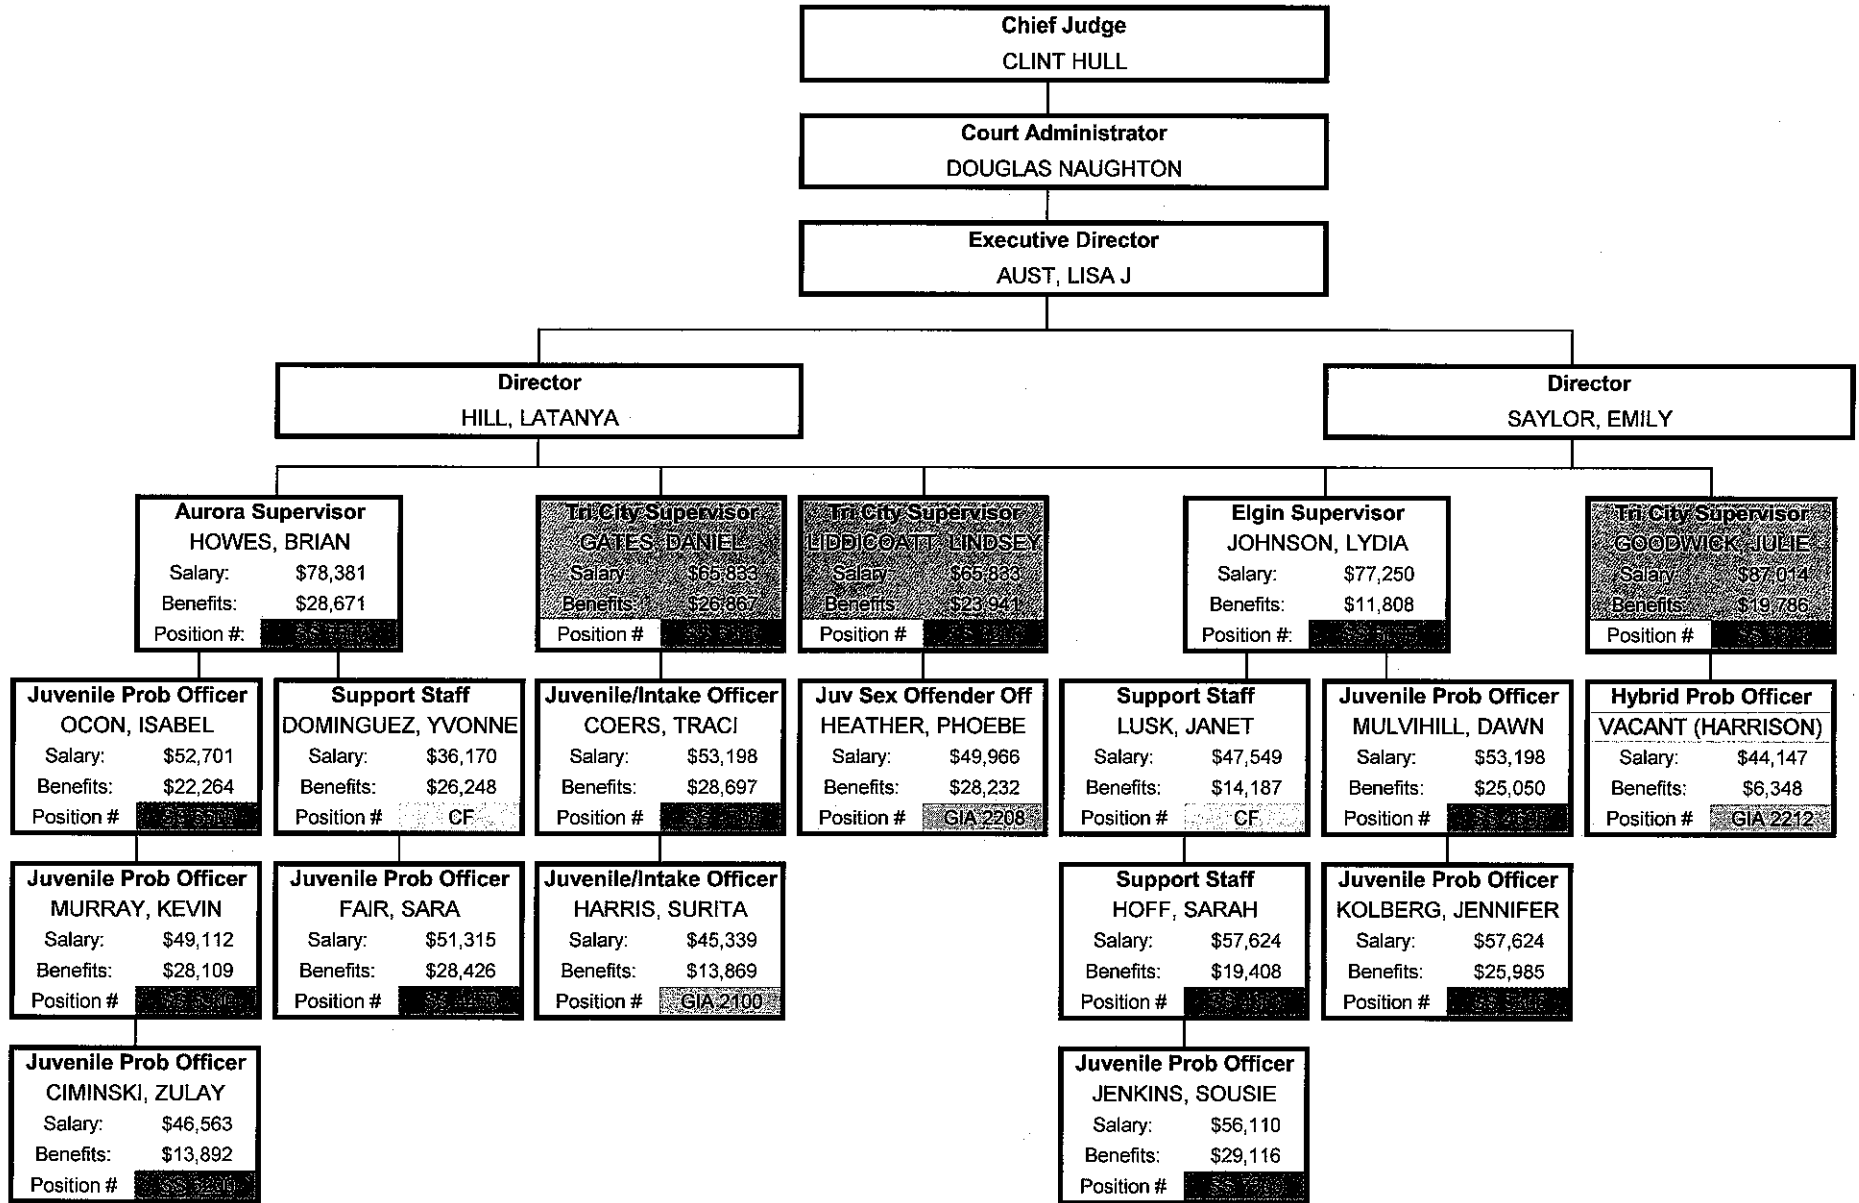 Chief Judge
CLINT HULL
Court Administrator
DOUGLAS NAUGHTON
Executive Director
AUST, LISA J
Director
HILL, LATANYA
Director
SAYLOR, EMILY
Aurora Supervisor
HOWES, BRIAN
Salary: $78,381
Benefits: $28,671
Position #:
Tri City Supervisor
GATES, DANIEL
Salary $65,833
Benefits: $26,867
Position #
Tri City Supervisor
LIDDICOATT, LINDSEY
Salary $65,833
Benefits $23,941
Position #
Elgin Supervisor
JOHNSON, LYDIA
Salary: $77,250
Benefits: $11,808
Position #:
Tri City Supervisor
GOODWICK, JULIE
Salary $87,014
Benefits $19,786
Position #
Juvenile Prob Officer
OCON, ISABEL
Salary: $52,701
Benefits: $22,264
Position #
Support Staff
DOMINGUEZ, YVONNE
Salary: $36,170
Benefits: $26,248
Position # CF
Juvenile/Intake Officer
COERS, TRACI
Salary: $53,198
Benefits: $28,697
Position #
Juv Sex Offender Off
HEATHER, PHOEBE
Salary: $49,966
Benefits: $28,232
Position # GIA 2208
Support Staff
LUSK, JANET
Salary: $47,549
Benefits: $14,187
Position # CF
Juvenile Prob Officer
MULVIHILL, DAWN
Salary: $53,198
Benefits: $25,050
Position #
Hybrid Prob Officer
VACANT (HARRISON)
Salary: $44,147
Benefits: $6,348
Position # GIA 2212
Juvenile Prob Officer
MURRAY, KEVIN
Salary: $49,112
Benefits: $28,109
Position #
Juvenile Prob Officer
FAIR, SARA
Salary: $51,315
Benefits: $28,426
Position #
Juvenile/Intake Officer
HARRIS, SURITA
Salary: $45,339
Benefits: $13,869
Position # GIA 2100
Support Staff
HOFF, SARAH
Salary: $57,624
Benefits: $19,408
Position #
Juvenile Prob Officer
KOLBERG, JENNIFER
Salary: $57,624
Benefits: $25,985
Position #
Juvenile Prob Officer
CIMINSKI, ZULAY
Salary: $46,563
Benefits: $13,892
Position #
Juvenile Prob Officer
JENKINS, SOUSIE
Salary: $56,110
Benefits: $29,116
Position #